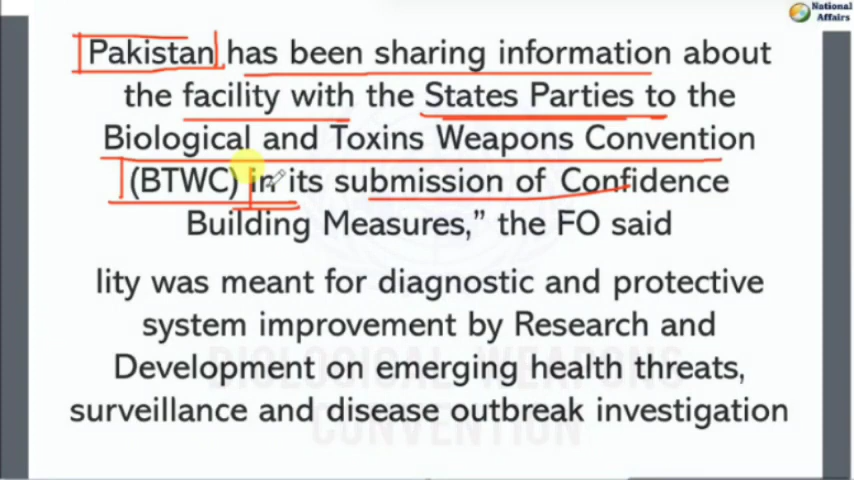 National
Affairs
Pakistan has been sharing information about
the facility with the States Parties to the
Biological and Toxins Weapons Convention
(BTWC) in its submission of Confidence
Building Measures,” the FO said
lity was meant for diagnostic and protective
system improvement by Research and
Development on emerging health threats,
surveillance and disease outbreak investigation
BIOLOGICAL WEAPONS
CONVENTION